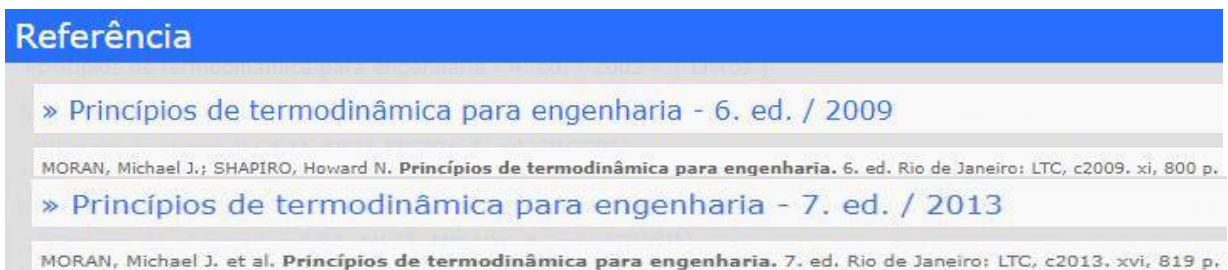 Referência
» Princípios de termodinâmica para engenharia - 6. ed. / 2009
MORAN, Michael J.; SHAPIRO, Howard N. Princípios de termodinâmica para engenharia. 6. ed. Rio de Janeiro: LTC, c2009. xi, 800 p.
» Princípios de termodinâmica para engenharia - 7. ed. / 2013
MORAN, Michael J. et al. Princípios de termodinâmica para engenharia. 7. ed. Rio de Janeiro: LTC, c2013. xvi, 819 p.